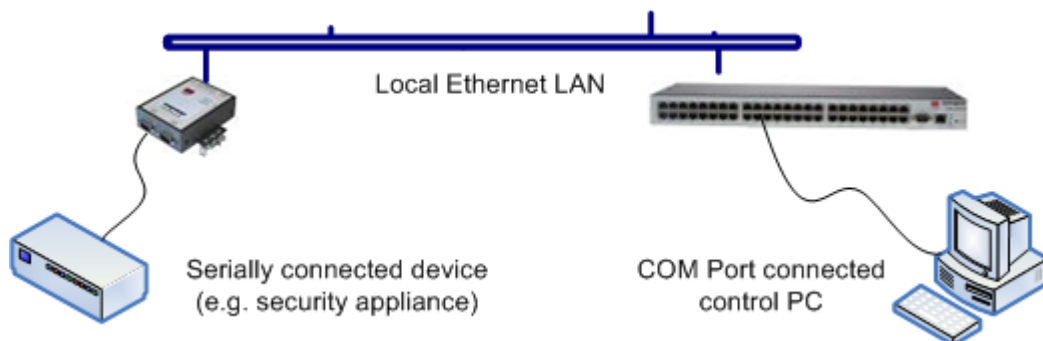 Local Ethernet LAN
Serially connected device
(e.g. security appliance)
COM Port connected
control PC